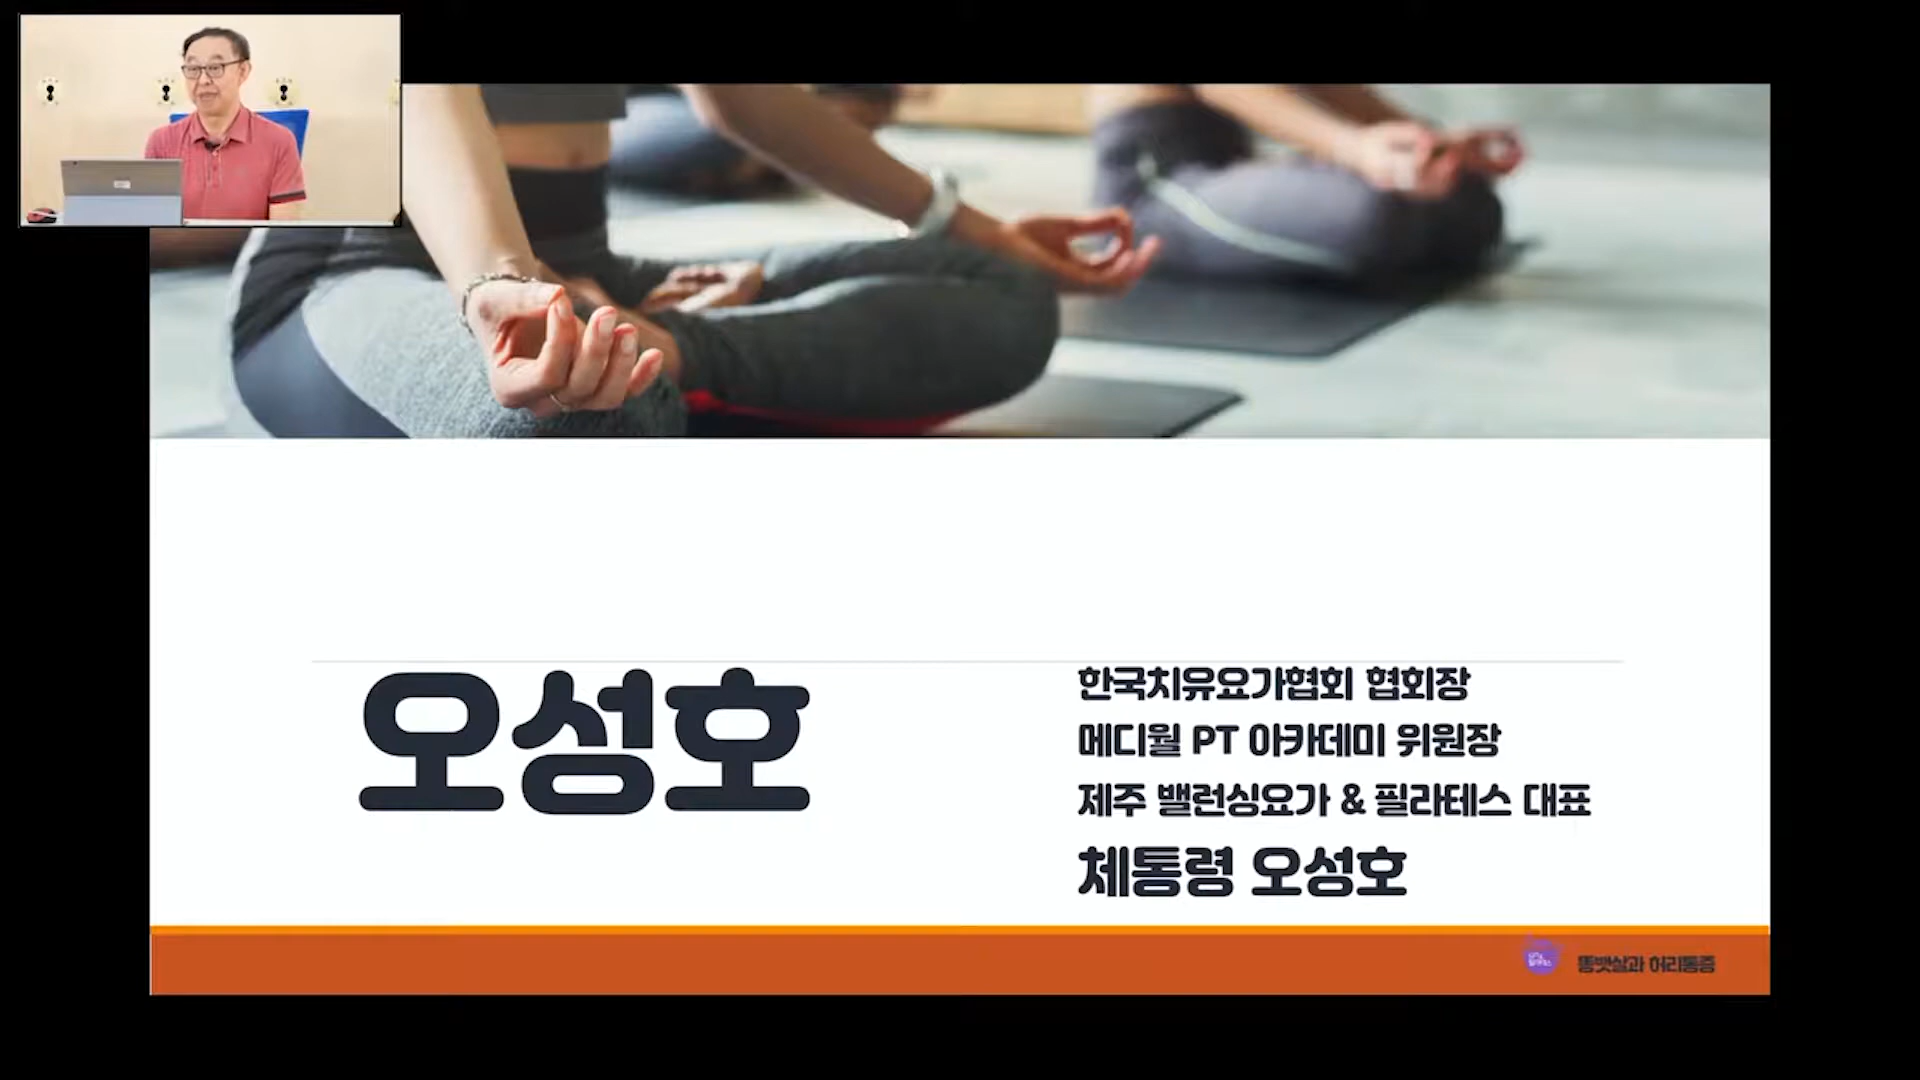 오성호
한국치유요가협회 협회장
메디월 PT 아카데미 위원장
제주 밸런싱요가 & 필라테스 대표
체통령 오성호
똥뱃살과 허리통증